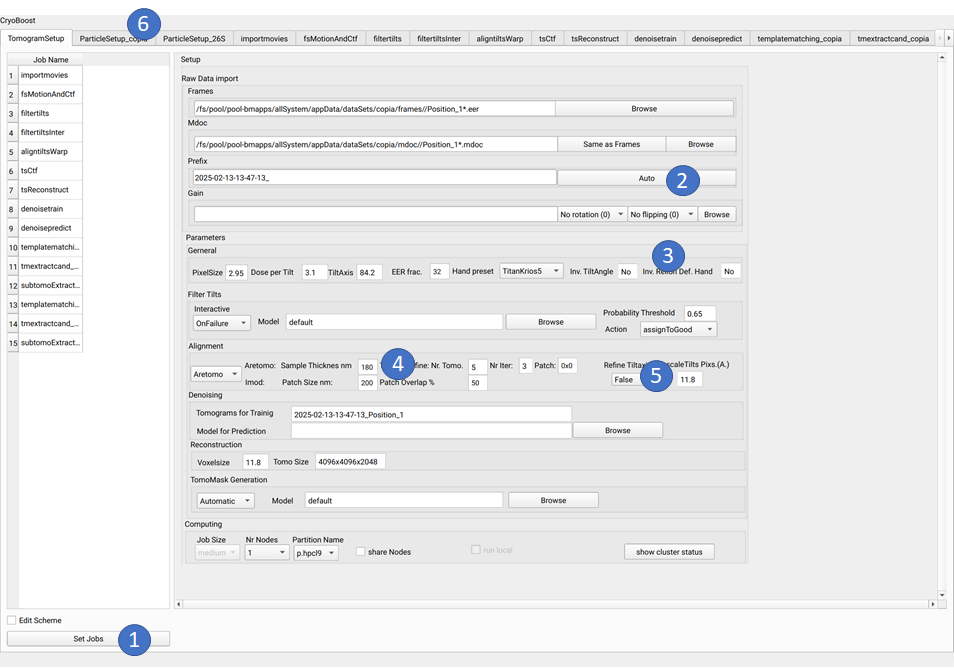 CryoBoost
6
TomogramSetup ParticleSetup_copia ParticleSetup_26S importmovies fsMotionAndCtf filtertilts filtertiltsInter aligntiltsWarp tsCtf tsReconstruct denoisetrain denoisepredict templatematching_copia tmextractcand_copia
Job Name
1 importmovies
2 fsMotionAndCtf
3 filtertilts
4 filtertiltsInter
5 aligntiltsWarp
6 tsCtf
7 tsReconstruct
8 denoisetrain
9 denoisepredict
10 templatematchi...
11 tmextractcand_...
12 subtomoExtract...
13 templatematchi...
14 tmextractcand_...
15 subtomoExtract...
Setup
Raw Data import
Frames
/fs/pool/pool-bmapps/allSystem/appData/dataSets/copia/frames//Position_1*.eer Browse
Mdoc
/fs/pool/pool-bmapps/allSystem/appData/dataSets/copia/mdoc//Position_1*.mdoc Same as Frames Browse
Prefix
2025-02-13-13-47-13_ Auto 2
Gain
No rotation (0) No flipping (0) Browse
Parameters
Gerneral
3
PixelSize 2.95 Dose per Tilt 3.1 TiltAxis 84.2 EER frac. 32 Hand preset TitanKrios5 Inv. TiltAngle No Inv. Relion Def. Hand No
Filter Tilts
Interactive
OnFailure Model default Browse
Probability Threshold 0.65
Action assignToGood
Alignment
Aretomo Aretomo: Sample Thicknes nm 180 4 fine: Nr. Tomo. 5 Nr Iter: 3 Patch: 0x0
Imod: Patch Size nm: 200 Patch Overlap % 50
Refine Tiltax 5 scaleTilts Pixs.(A.)
False 11.8
Denoising
Tomograms for Trainig 2025-02-13-13-47-13_Position_1
Model for Prediction Browse
Reconstruction
Voxelsize 11.8 Tomo Size 4096x4096x2048
TomoMask Generation
Automatic Model default Browse
Computing
Job Size Nr Nodes Partition Name
medium 1 p.hpcl9 share Nodes run local show cluster status
Edit Scheme
Set Jobs 1